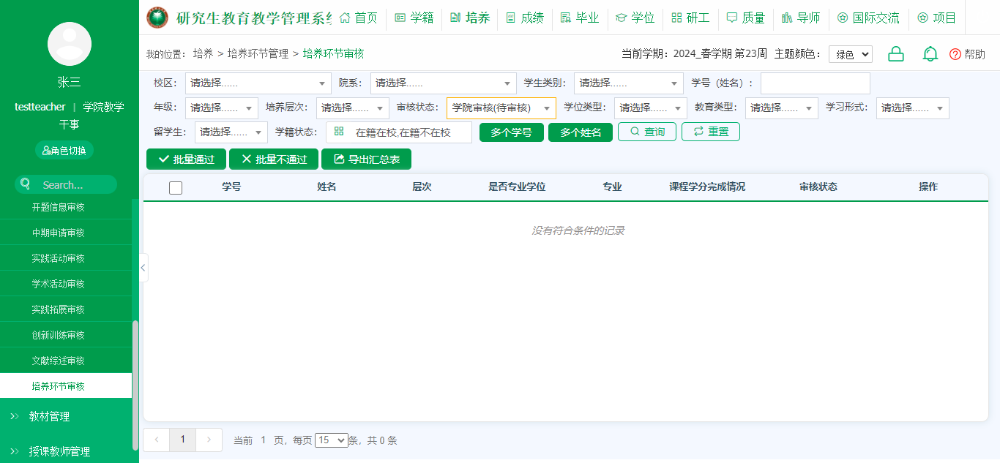 研究生教育教学管理系统
首页 学籍 培养 成绩 毕业 学位 研工 质量 导师 国际交流 项目
张三
testteacher | 学院教学
干事
角色切换
Search...
开题信息审核
中期申请审核
实践活动审核
学术活动审核
实践拓展审核
创新训练审核
文献综述审核
培养环节审核
教材管理
授课教师管理
我的位置： 培养 > 培养环节管理 > 培养环节审核
当前学期：2024_春学期 第23周 主题颜色： 绿色 帮助
校区： 请选择...... 院系： 请选择...... 学生类别： 请选择...... 学号（姓名）：
年级： 请选择...... 培养层次： 请选择...... 审核状态： 学院审核(待审核) 学位类型： 请选择...... 教育类型： 请选择...... 学习形式： 请选择......
留学生： 请选择...... 学籍状态： 在籍在校,在籍不在校 多个学号 多个姓名 查询 重置
批量通过 批量不通过 导出汇总表
学号 姓名 层次 是否专业学位 专业 课程学分完成情况 审核状态 操作
没有符合条件的记录
< 1 > 当前 1 页，每页 15 条，共 0 条